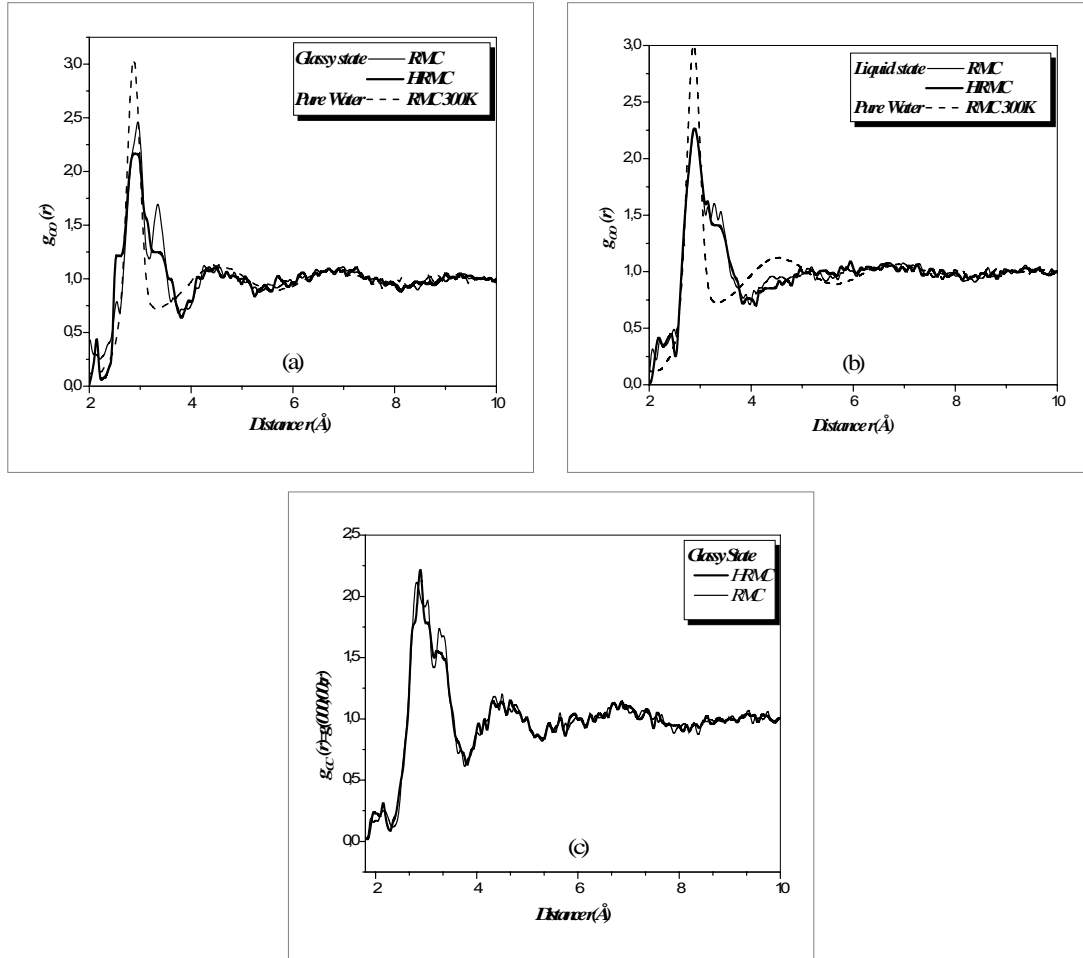 Glassy state — RMC
HRMC
Pure Water - - - RMC 300K
g_OO (r)
3,0
2,5
2,0
1,5
1,0
0,5
0,0
2 4 6 8 10
(a)
Distance r (Å)
Liquid state — RMC
HRMC
Pure Water - - - RMC 300K
g_OO (r)
3,0
2,5
2,0
1,5
1,0
0,5
0,0
2 4 6 8 10
(b)
Distance r (Å)
Glassy State
HRMC
RMC
2,5
2,0
1,5
1,0
0,5
0,0
2 4 6 8 10
(c)
Distance r (Å)